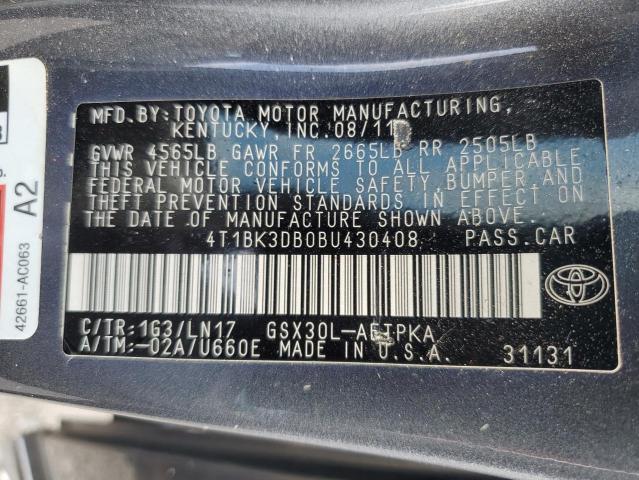 MFD.BY:TOYOTA MOTOR MANUFACTURING,
KENTUCKY,INC.08/11
GVWR 4565LB GAWR FR 2665LB RR 2505LB
THIS VEHICLE CONFORMS TO ALL APPLICABLE
FEDERAL MOTOR VEHICLE SAFETY,BUMPER AND
THEFT PREVENTION STANDARDS IN EFFECT ON
THE DATE OF MANUFACTURE SHOWN ABOVE.
4T1BK3DB0BU430408 PASS.CAR
C/TR:1G3/LN17 GSX30L-AETPKA
A/TM:-02A/U660E MADE IN U.S.A. 31131
TOYOTA
42661-AC063 A2